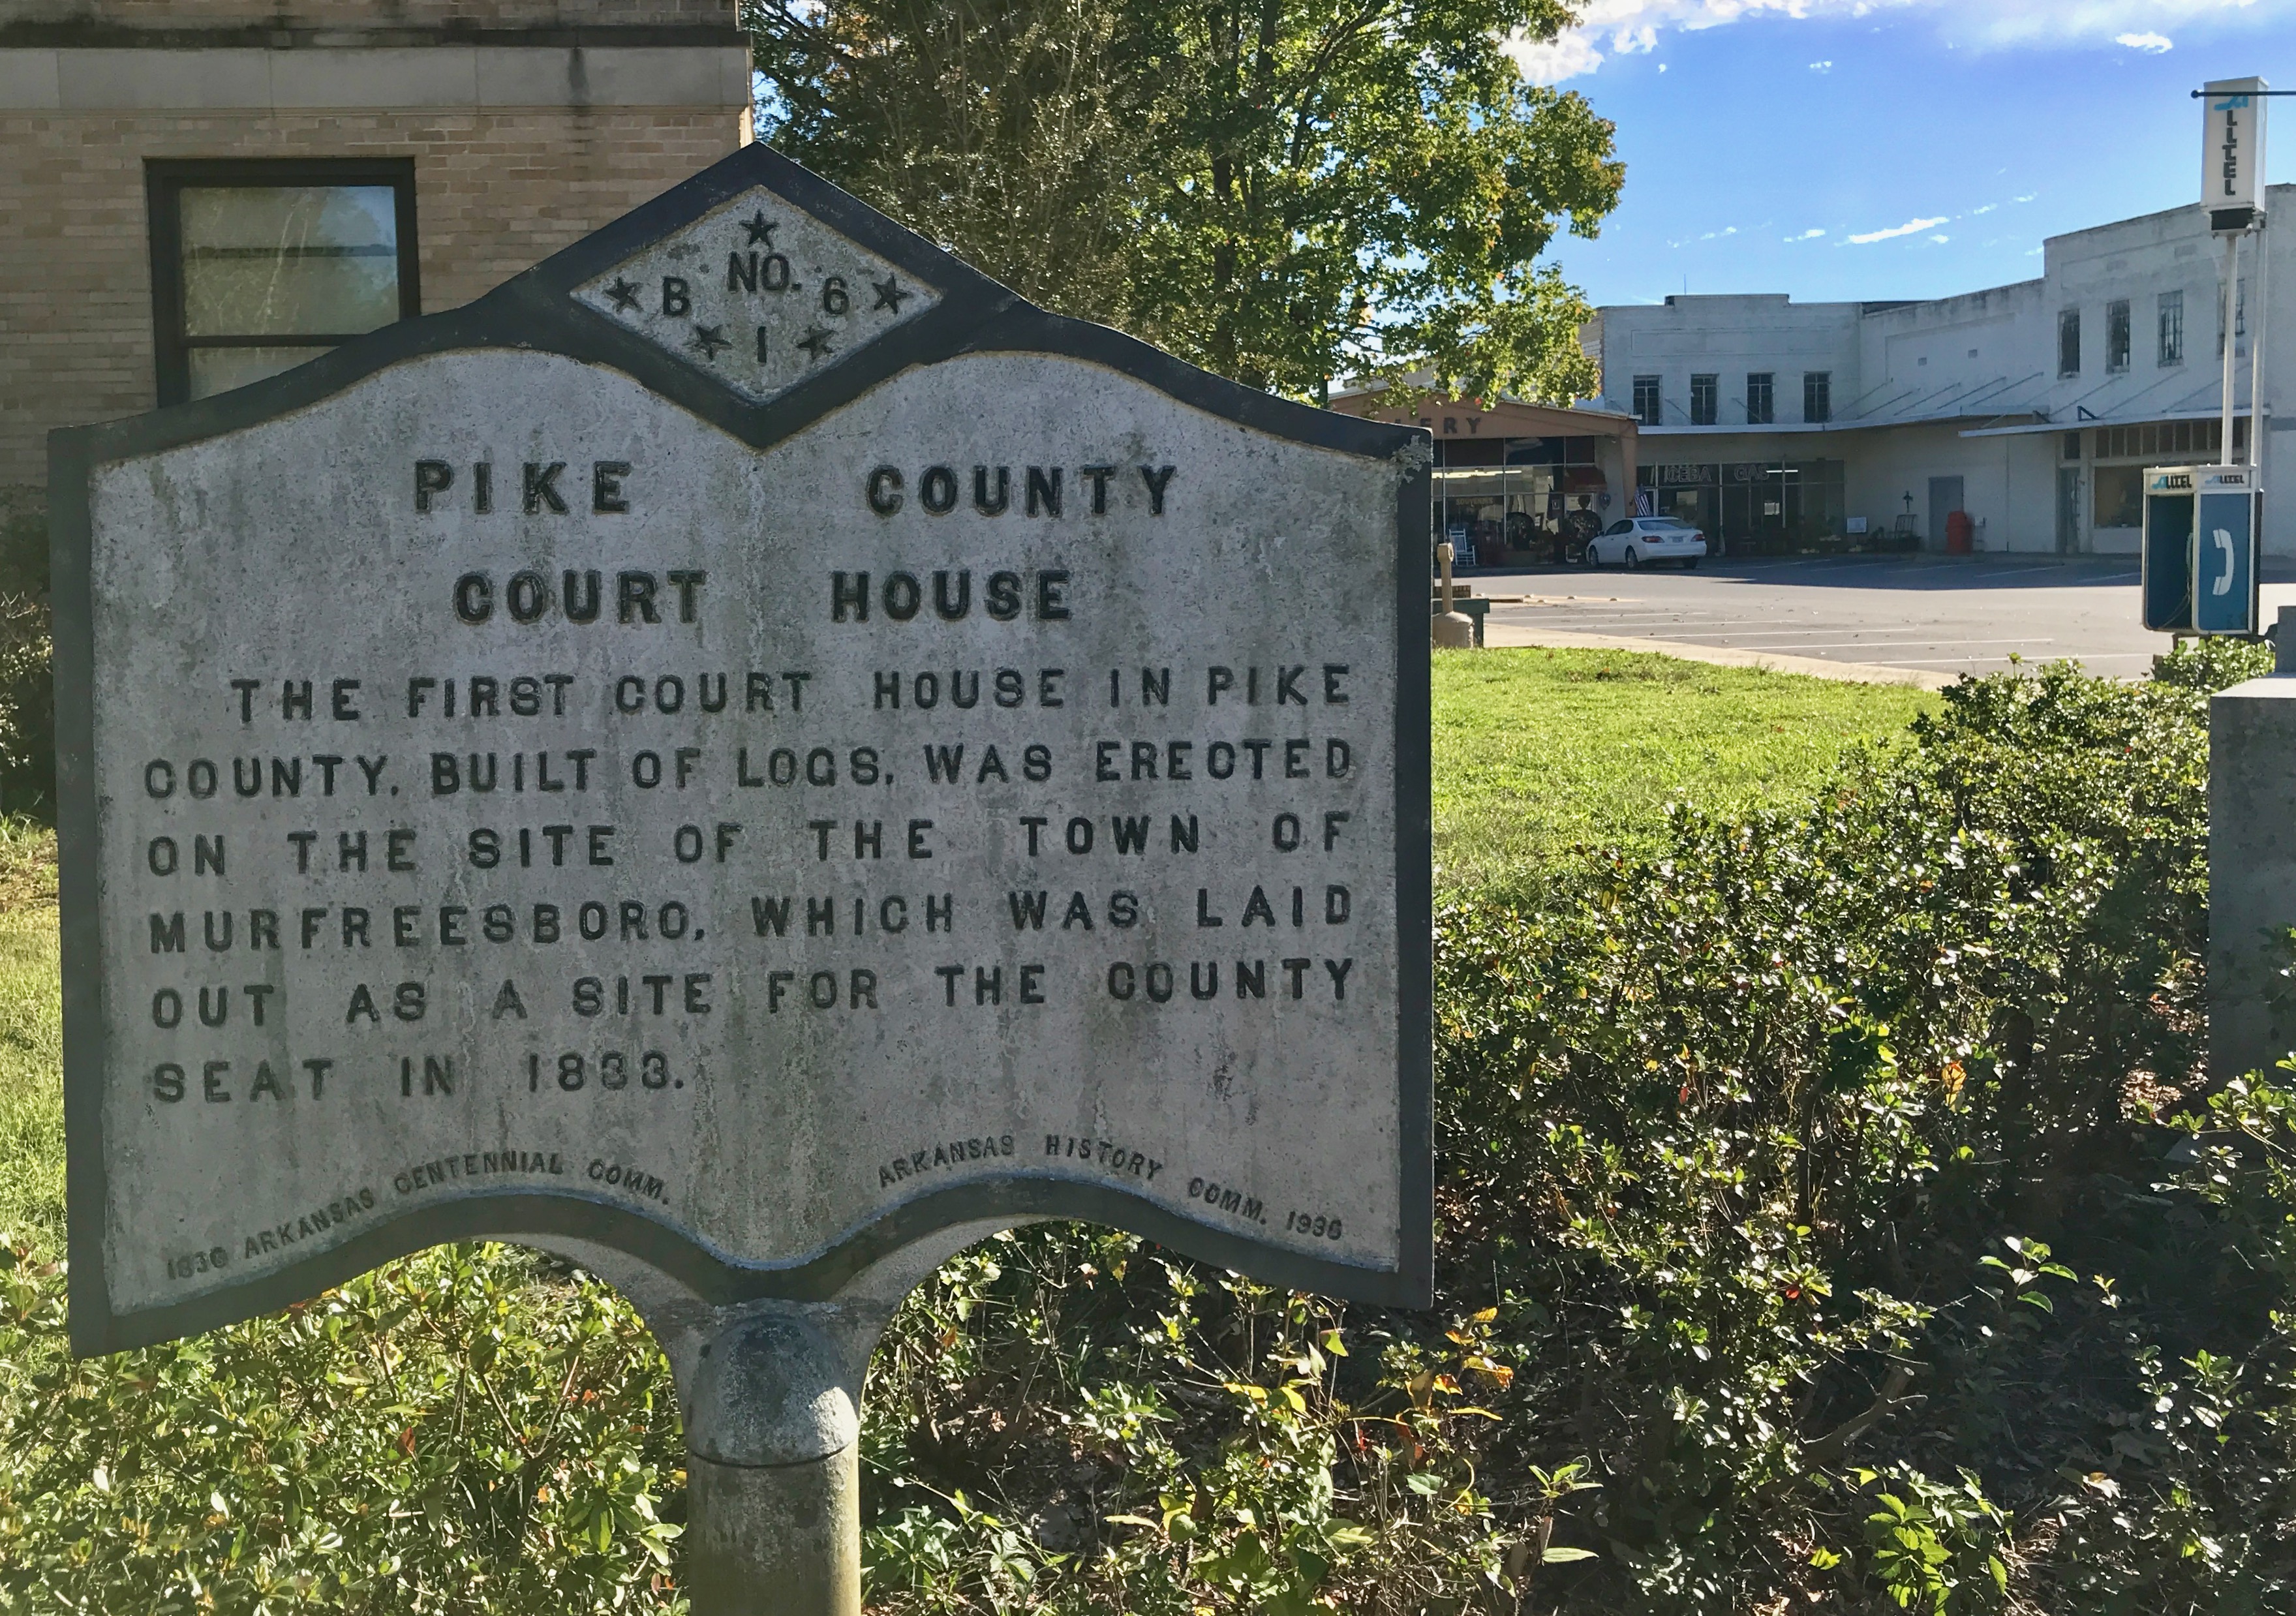 NO.
B 6
1
PIKE COUNTY
COURT HOUSE
THE FIRST COURT HOUSE IN PIKE
COUNTY, BUILT OF LOGS, WAS ERECTED
ON THE SITE OF THE TOWN OF
MURFREESBORO, WHICH WAS LAID
OUT AS A SITE FOR THE COUNTY
SEAT IN 1833.
1836 ARKANSAS CENTENNIAL COMM.
ARKANSAS HISTORY COMM. 1936
ALLTEL
ALLTEL ALLTEL